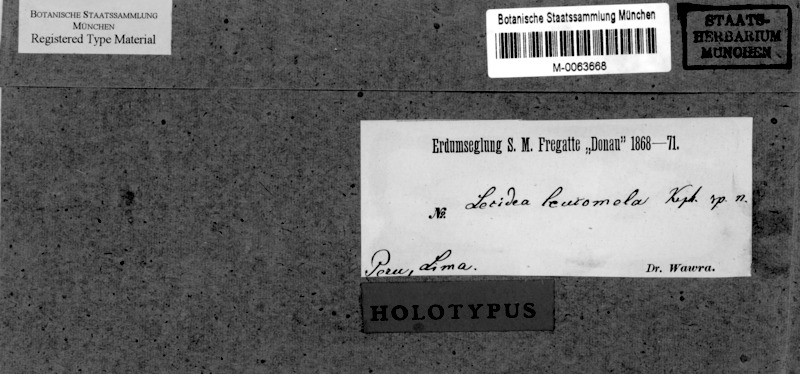 BOTANISCHE STAATSSAMMLUNG
MÜNCHEN
Registered Type Material
Botanische Staatssammlung München
M-0063668
STAATS-
HERBARIUM
MÜNCHEN
Erdumseglung S. M. Fregatte „Donau" 1868—71.
No. Lecidea leucomela Kphb. sp. n.
Peru, Lima.
Dr. Wawra.
HOLOTYPUS